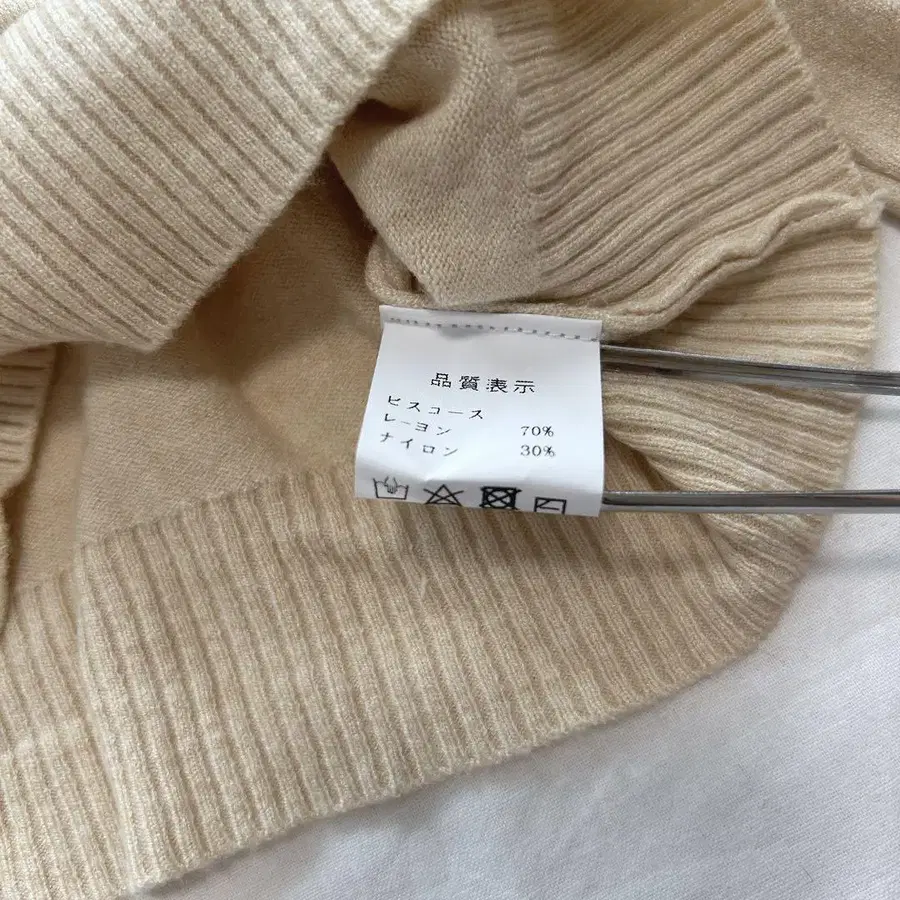 品質表示
ビスコース
レーヨン 70%
ナイロン 30%